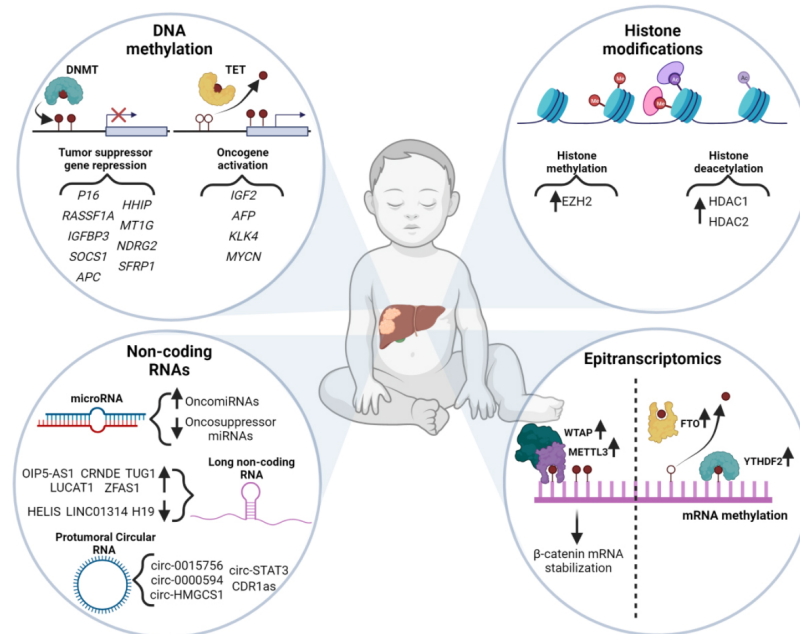 DNA
methylation
DNMT
TET
Tumor suppressor
gene repression
Oncogene
activation
P16
RASSF1A
IGFBP3
SOCS1
APC
HHIP
MT1G
NDRG2
SFRP1
IGF2
AFP
KLK4
MYCN
Histone
modifications
Me
Me
Me
Ac
Ac
Histone
methylation
EZH2
Histone
deacetylation
HDAC1
HDAC2
Non-coding
RNAs
microRNA
OncomiRNAs
Oncosuppressor
miRNAs
OIP5-AS1 CRNDE TUG1
LUCAT1 ZFAS1
HELIS LINC01314 H19
Long non-coding
RNA
Protumoral Circular
RNA
circ-0015756
circ-0000594
circ-HMGCS1
circ-STAT3
CDR1as
Epitranscriptomics
WTAP
METTL3
FTO
YTHDF2
mRNA methylation
β-catenin mRNA
stabilization